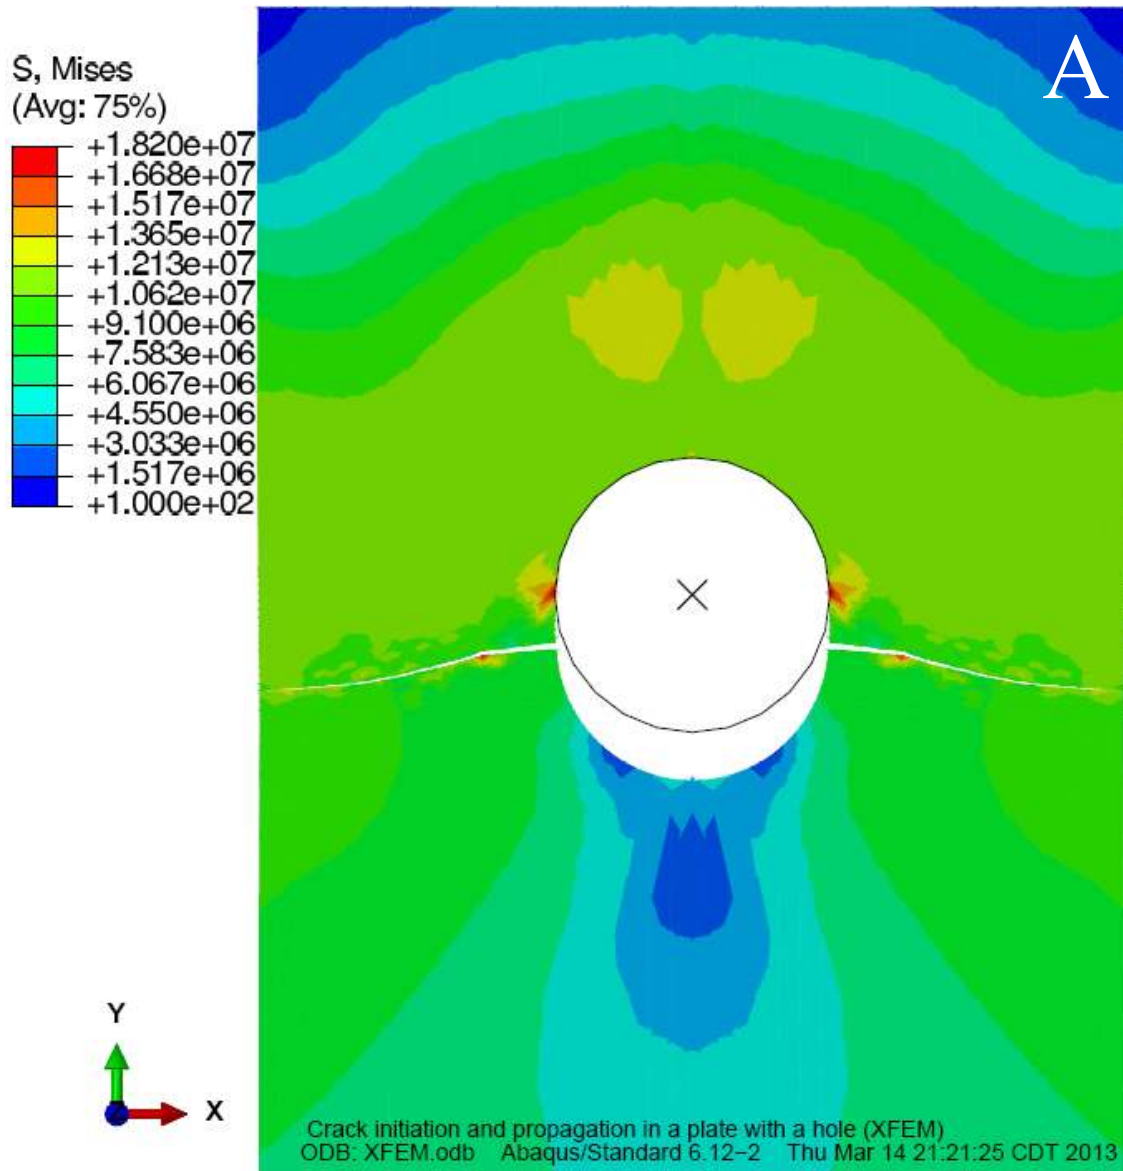 A
S, Mises
(Avg: 75%)
+1.820e+07
+1.668e+07
+1.517e+07
+1.365e+07
+1.213e+07
+1.062e+07
+9.100e+06
+7.583e+06
+6.067e+06
+4.550e+06
+3.033e+06
+1.517e+06
+1.000e+02
Y
X
Crack initiation and propagation in a plate with a hole (XFEM)
ODB: XFEM.odb Abaqus/Standard 6.12-2 Thu Mar 14 21:21:25 CDT 2013